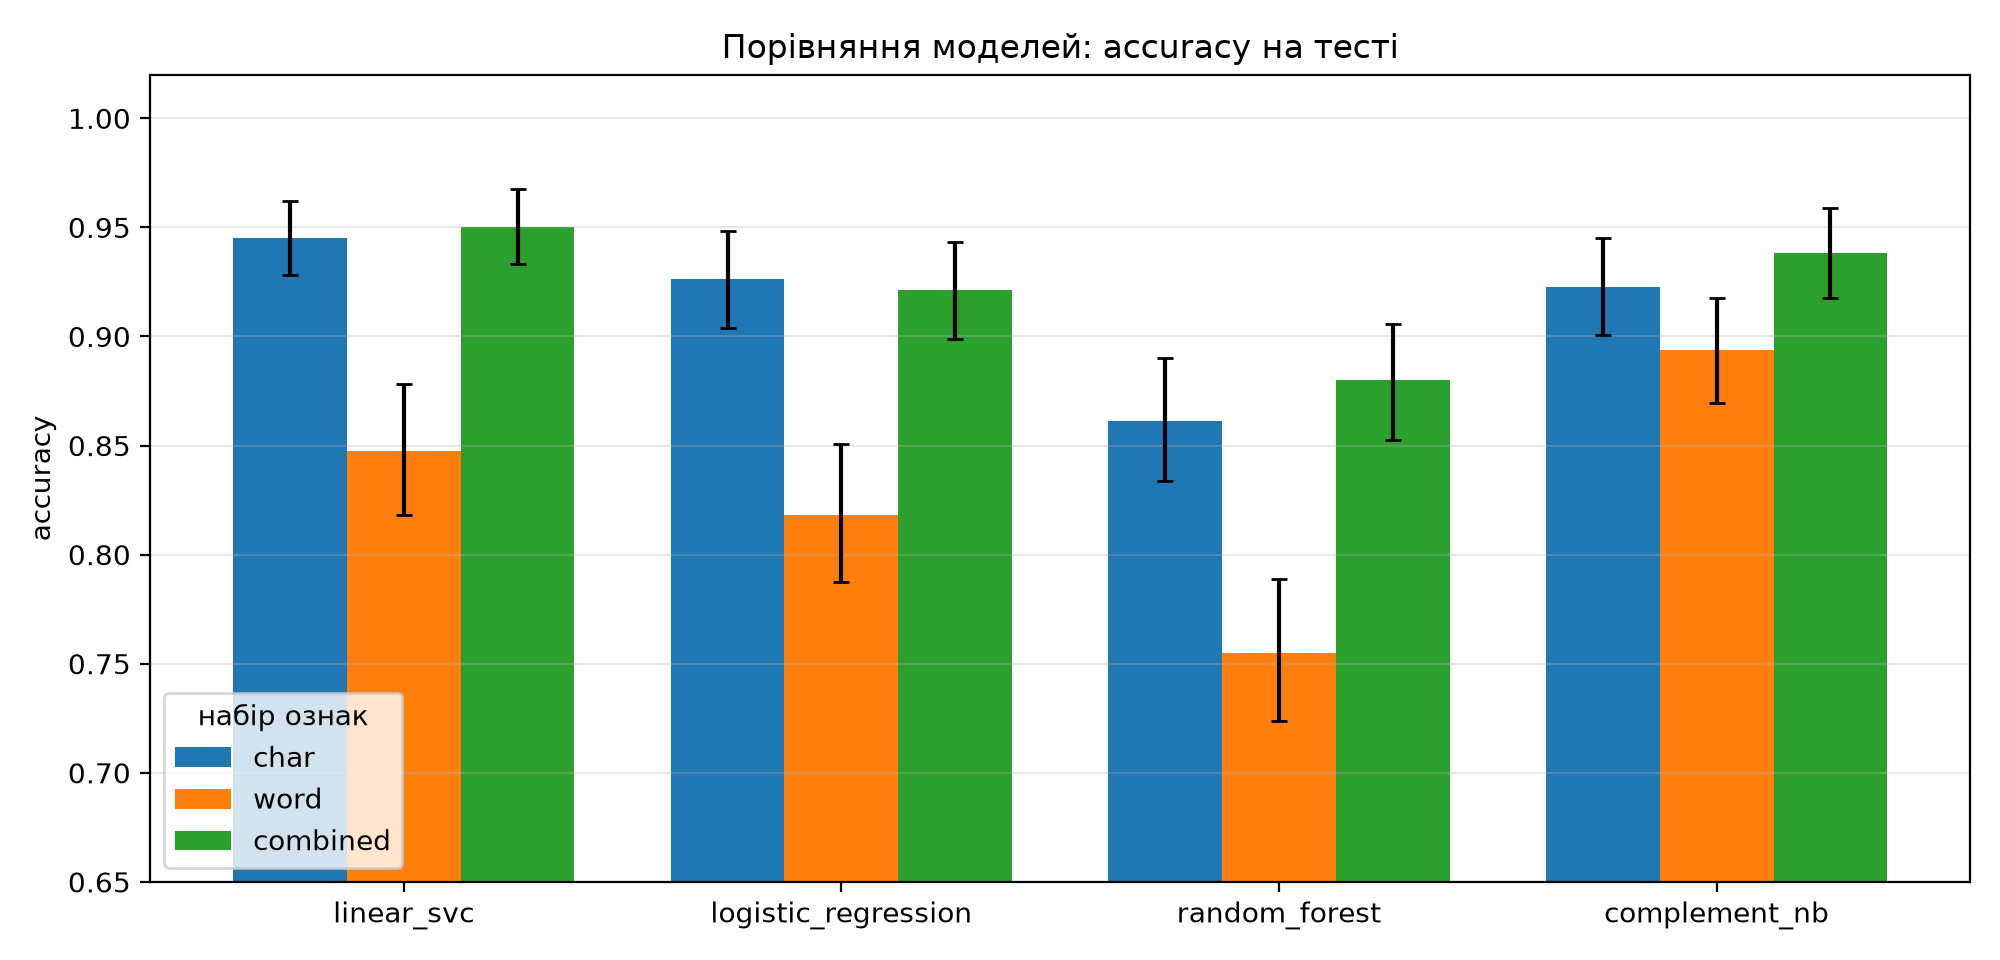 Порівняння моделей: accuracy на тесті
accuracy
1.00
0.95
0.90
0.85
0.80
0.75
0.70
0.65
набір ознак
char
word
combined
linear_svc
logistic_regression
random_forest
complement_nb